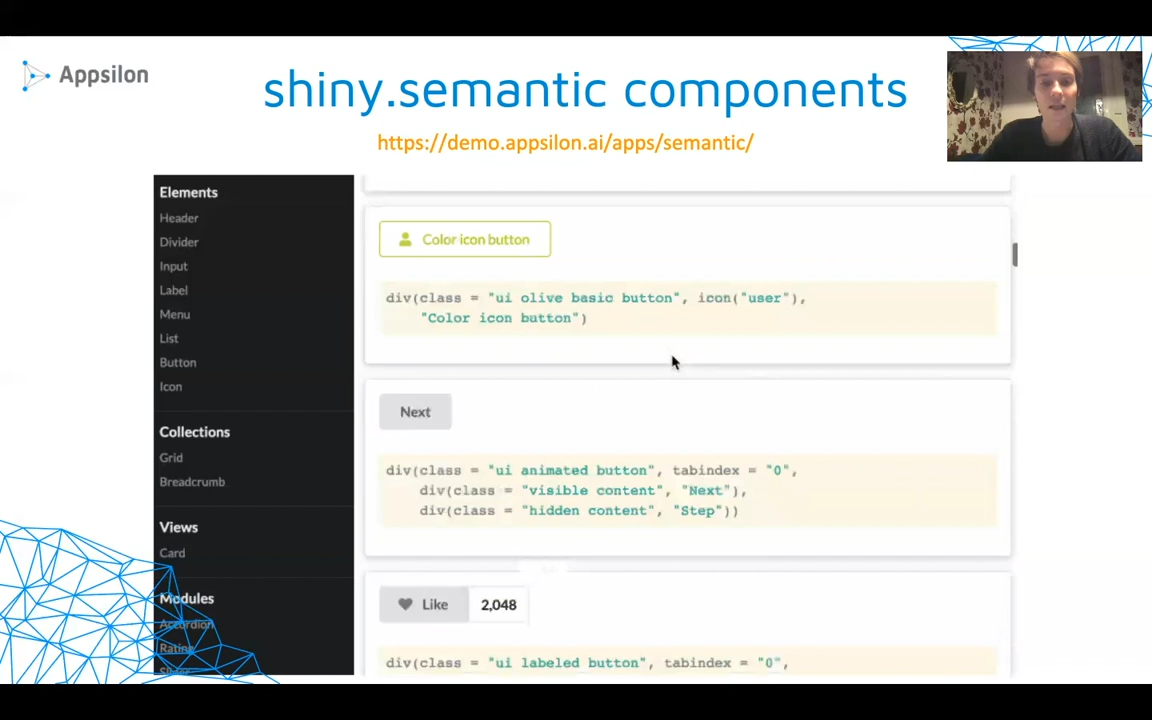 Appsilon
shiny.semantic components
https://demo.appsilon.ai/apps/semantic/
Elements
Header
Divider
Input
Label
Menu
List
Button
Icon
Collections
Grid
Breadcrumb
Views
Card
Modules
Accordion
Rating
Color icon button
div(class = "ui olive basic button", icon("user"),
"Color icon button")
Next
div(class = "ui animated button", tabindex = "0",
div(class = "visible content", "Next"),
div(class = "hidden content", "Step"))
Like 2,048
div(class = "ui labeled button", tabindex = "0",